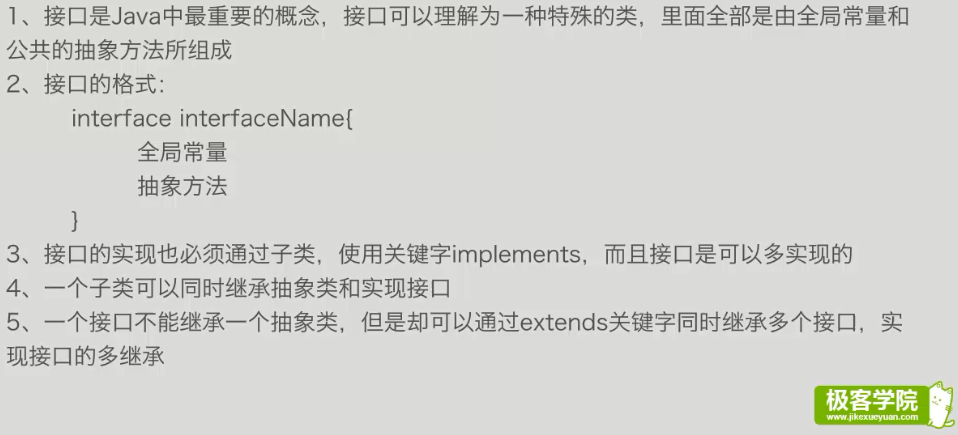 1、接口是Java中最重要的概念，接口可以理解为一种特殊的类，里面全部是由全局常量和
公共的抽象方法所组成
2、接口的格式：
interface interfaceName{
全局常量
抽象方法
}
3、接口的实现也必须通过子类，使用关键字implements，而且接口是可以多实现的
4、一个子类可以同时继承抽象类和实现接口
5、一个接口不能继承一个抽象类，但是却可以通过extends关键字同时继承多个接口，实
现接口的多继承
极客学院
www.jikexueyuan.com